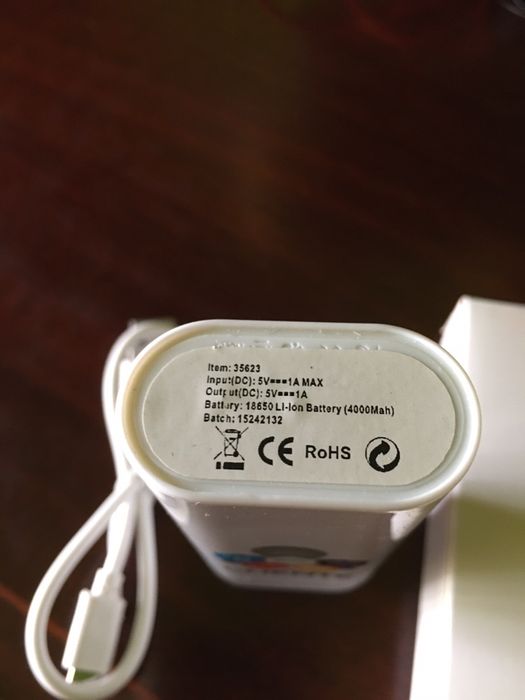 Item: 35623
Input(DC): 5V⎓1A MAX
Output(DC): 5V⎓1A
Battery: 18650 Li-Ion Battery (4000Mah)
Batch: 15242132
CE RoHS